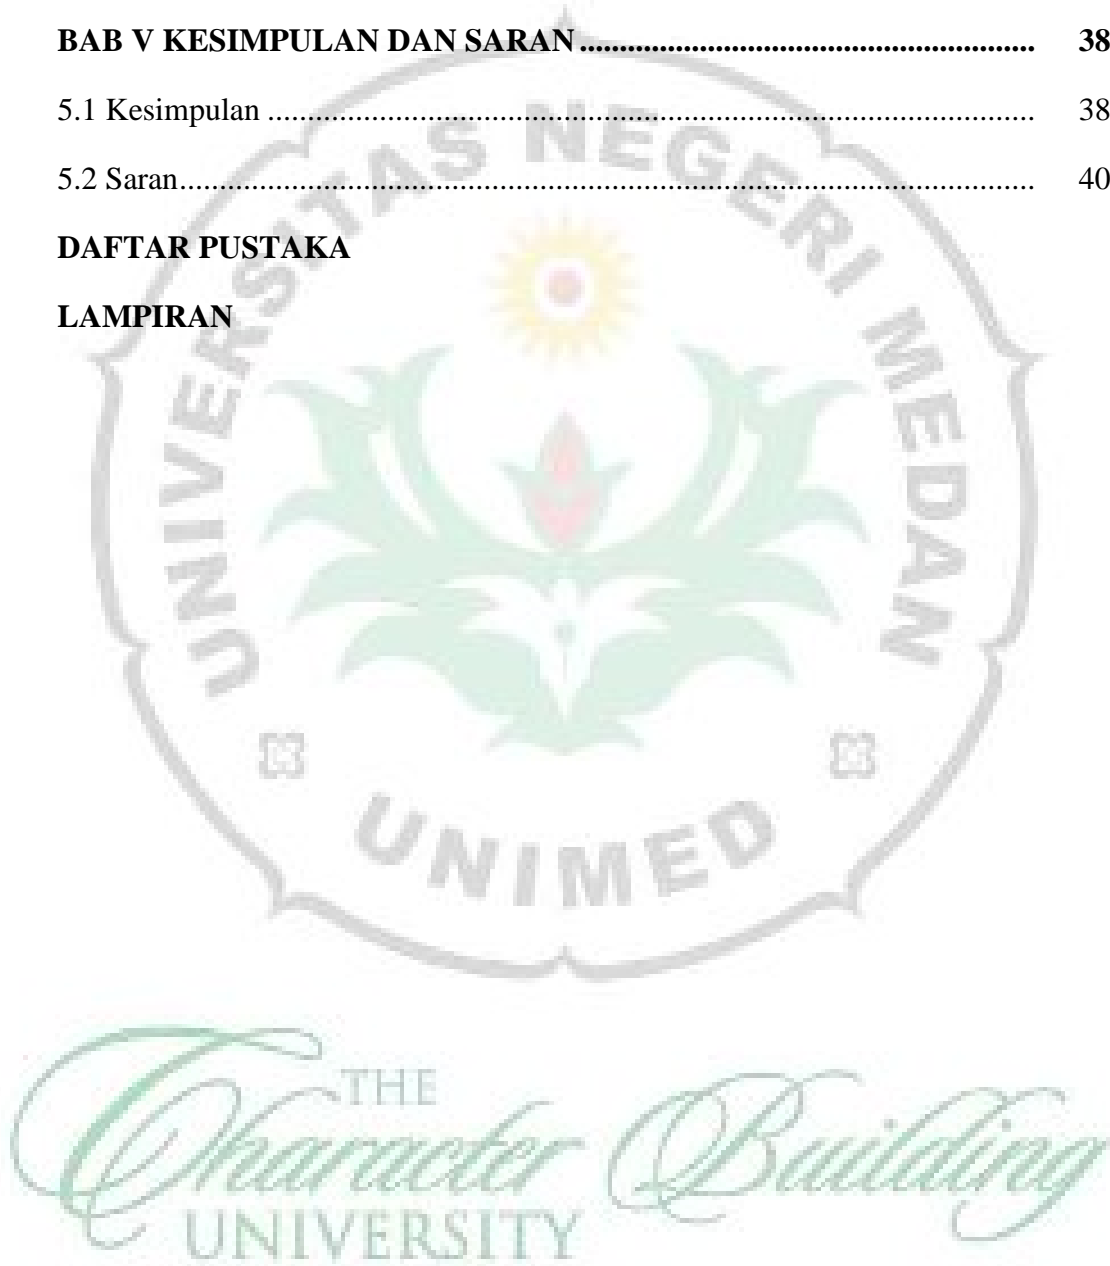 BAB V KESIMPULAN DAN SARAN ......................................................... 38
5.1 Kesimpulan ................................................................................................ 38
5.2 Saran........................................................................................................... 40
DAFTAR PUSTAKA
LAMPIRAN
UNIVERSITAS NEGERI MEDAN
UNIMED
THE
Character Building
UNIVERSITY